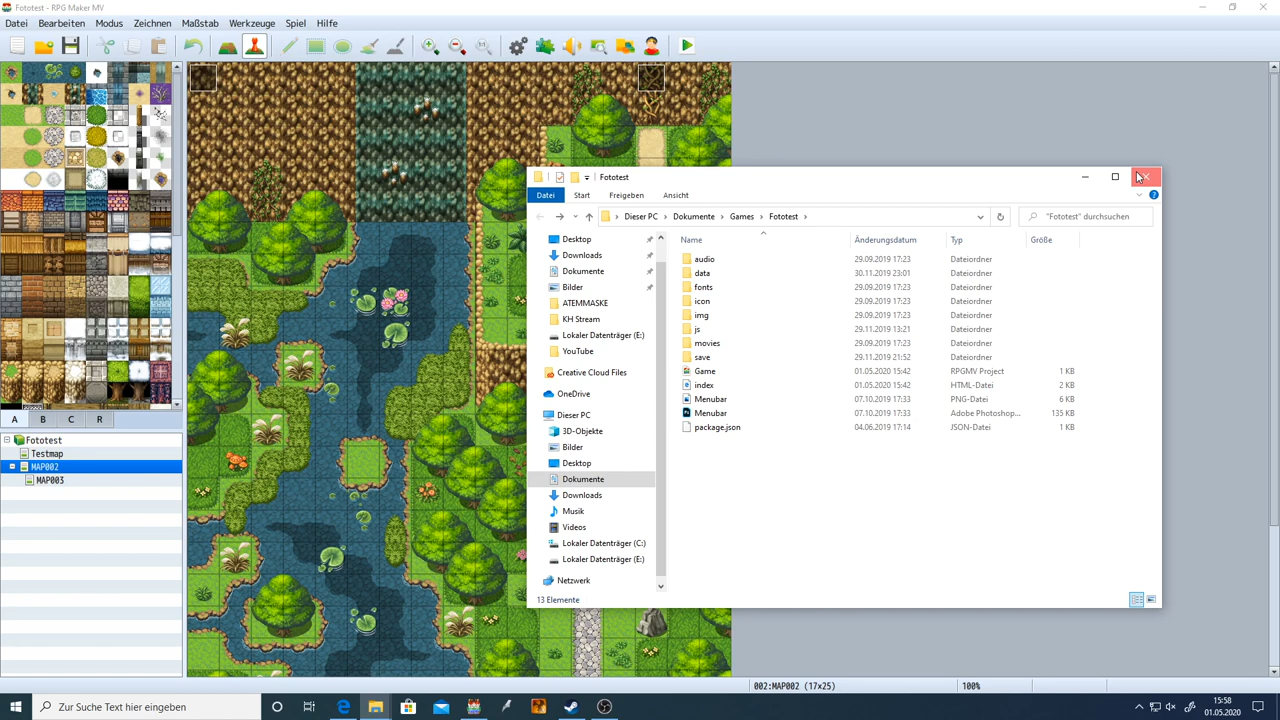 Fototest - RPG Maker MV
Datei Bearbeiten Modus Zeichnen Maßstab Werkzeuge Spiel Hilfe
1:1
A B C R
Fototest
Testmap
MAP002
MAP003
Fototest
Datei Start Freigeben Ansicht
Dieser PC Dokumente Games Fototest
"Fototest" durchsuchen
Desktop
Downloads
Dokumente
Bilder
ATEMMASKE
KH Stream
Lokaler Datenträger (E:)
YouTube
Creative Cloud Files
OneDrive
Dieser PC
3D-Objekte
Bilder
Desktop
Dokumente
Downloads
Musik
Videos
Lokaler Datenträger (C:)
Lokaler Datenträger (E:)
Netzwerk
Name Änderungsdatum Typ Größe
audio 29.09.2019 17:23 Dateiordner
data 30.11.2019 23:01 Dateiordner
fonts 29.09.2019 17:23 Dateiordner
icon 29.09.2019 17:23 Dateiordner
img 29.09.2019 17:23 Dateiordner
js 29.11.2019 13:21 Dateiordner
movies 29.09.2019 17:23 Dateiordner
save 29.11.2019 21:52 Dateiordner
Game 01.05.2020 15:42 RPGMV Project 1 KB
index 01.05.2020 15:42 HTML-Datei 2 KB
Menubar 07.10.2019 17:33 PNG-Datei 6 KB
Menubar 07.10.2019 17:33 Adobe Photoshop... 135 KB
package.json 04.06.2019 17:14 JSON-Datei 1 KB
13 Elemente
002:MAP002 (17×25) 100%
Zur Suche Text hier eingeben
15:58
01.05.2020